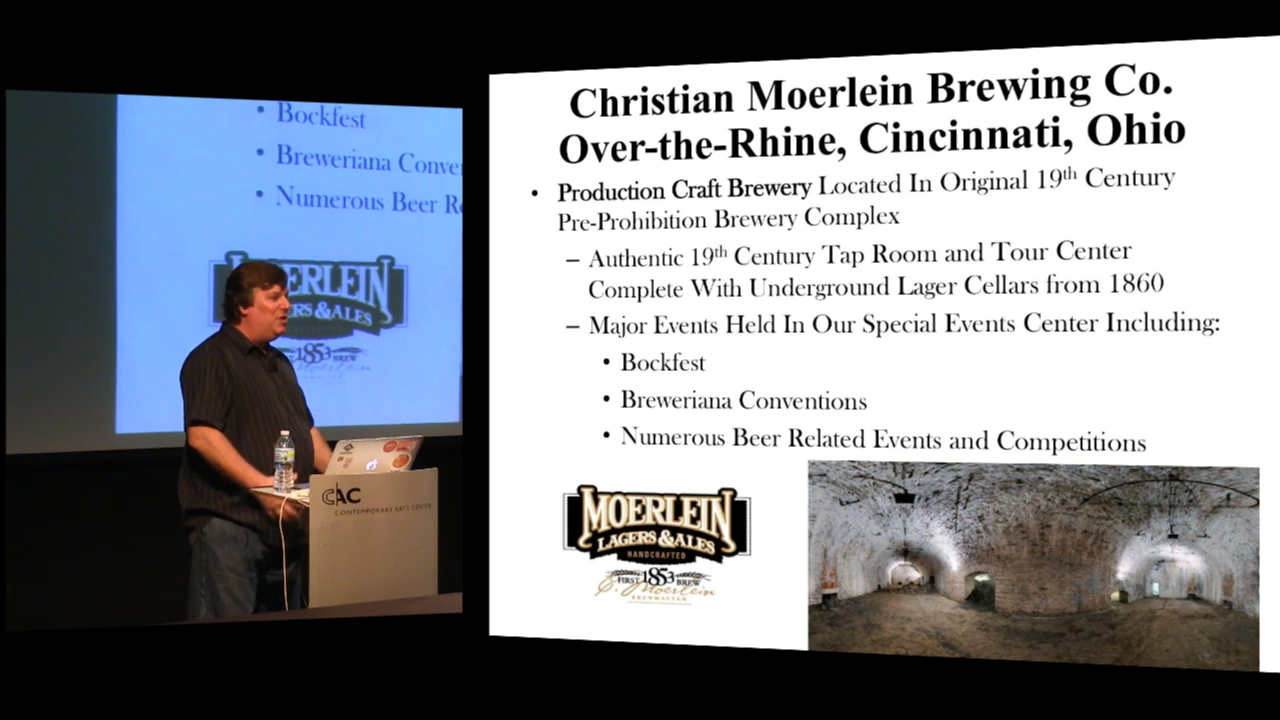 • Bockfest
• Breweriana Conve
• Numerous Beer R
MOERLEIN
LAGERS & ALES
1853 BREW
CAC
CONTEMPORARY ARTS CENTER
Christian Moerlein Brewing Co.
Over-the-Rhine, Cincinnati, Ohio
• Production Craft Brewery Located In Original 19th Century
Pre-Prohibition Brewery Complex
– Authentic 19th Century Tap Room and Tour Center
Complete With Underground Lager Cellars from 1860
– Major Events Held In Our Special Events Center Including:
• Bockfest
• Breweriana Conventions
• Numerous Beer Related Events and Competitions
MOERLEIN
LAGERS & ALES
HANDCRAFTED
FIRST 1853 BREW
C. Moerlein
BREWMASTER